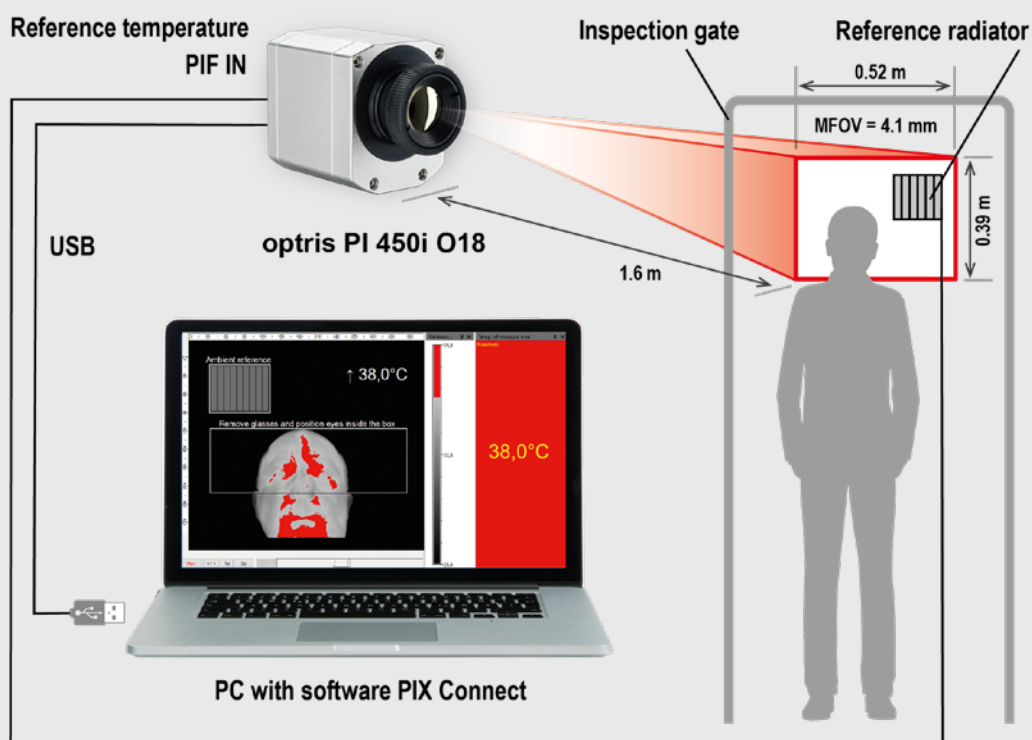 Reference temperature
PIF IN
Inspection gate
Reference radiator
0.52 m
MFOV = 4.1 mm
0.39 m
USB
optris PI 450i O18
1.6 m
Ambient reference
↑ 38,0°C
Remove glasses and position eyes inside the box
38,0°C
PC with software PIX Connect